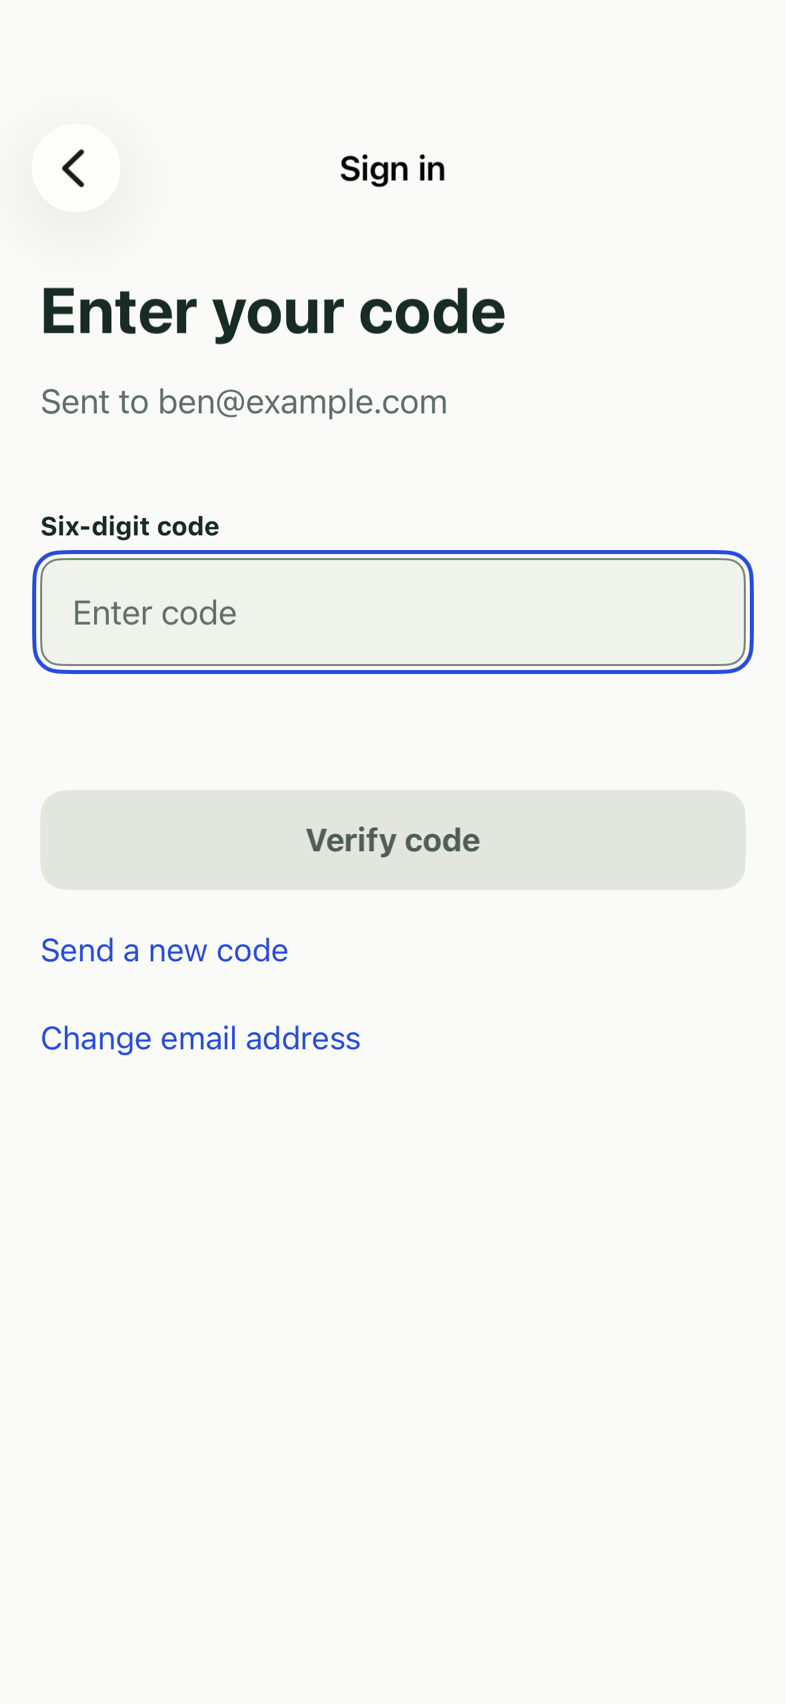 Sign in
Enter your code
Sent to ben@example.com
Six-digit code
Enter code
Verify code
Send a new code
Change email address